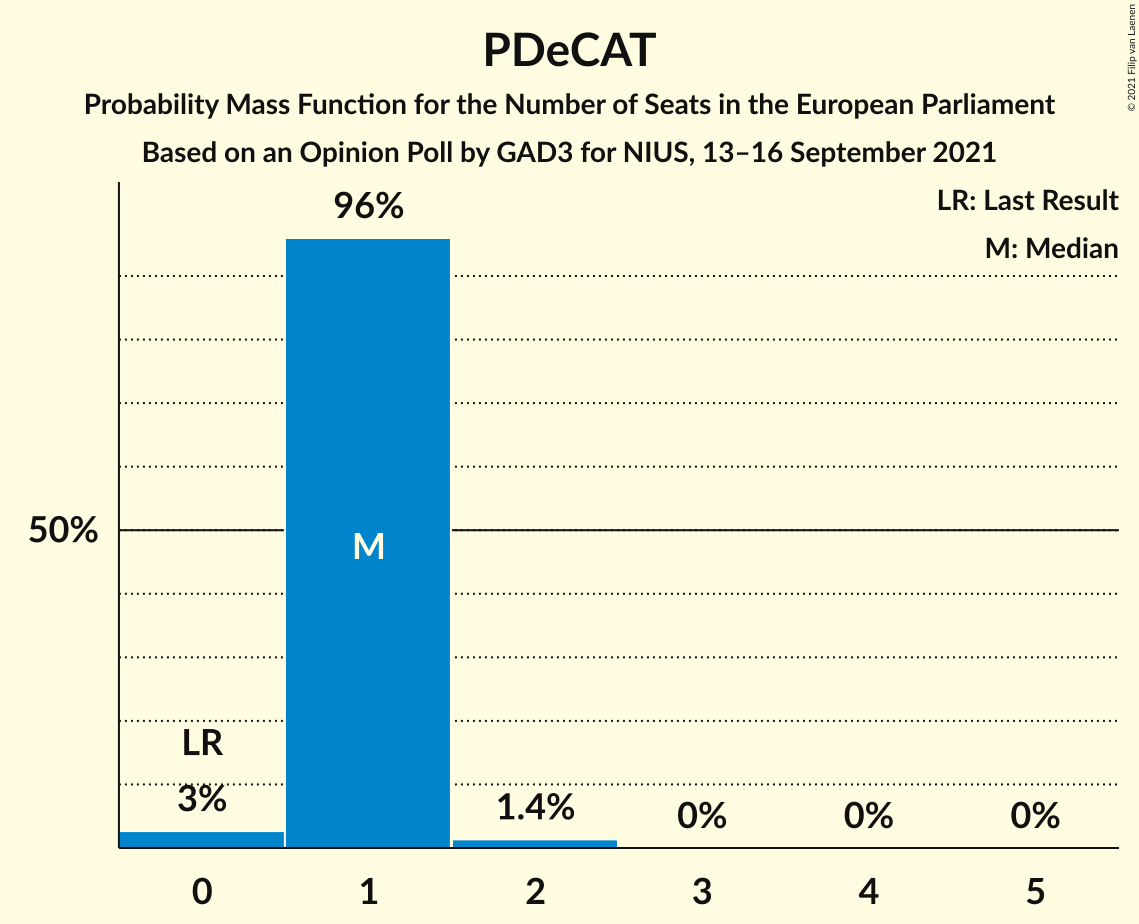 PDeCAT
Probability Mass Function for the Number of Seats in the European Parliament
Based on an Opinion Poll by GAD3 for NIUS, 13–16 September 2021
© 2021 Filip van Laenen
LR: Last Result
M: Median
96%
50%
M
LR
3%
1.4%
0%
0%
0%
0 1 2 3 4 5